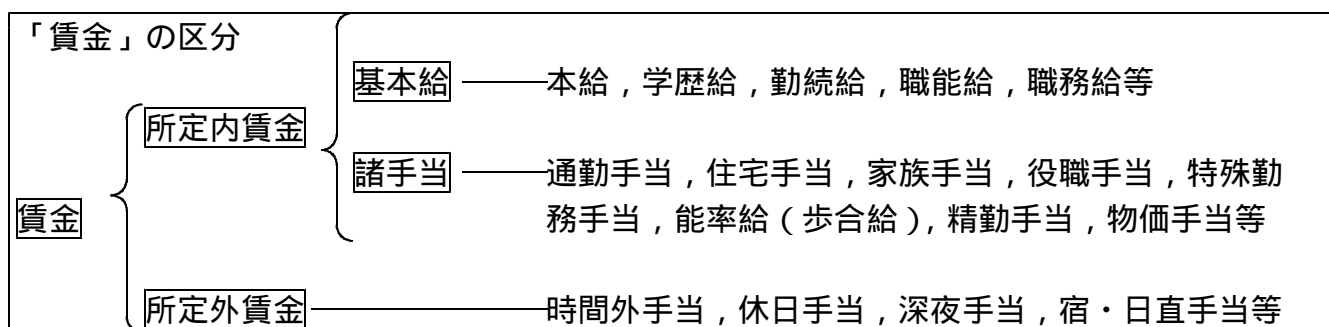 「賃金」の区分
基本給 本給，学歴給，勤続給，職能給，職務給等
所定内賃金
諸手当 通勤手当，住宅手当，家族手当，役職手当，特殊勤
務手当，能率給（歩合給），精勤手当，物価手当等
賃金
所定外賃金 時間外手当，休日手当，深夜手当，宿・日直手当等